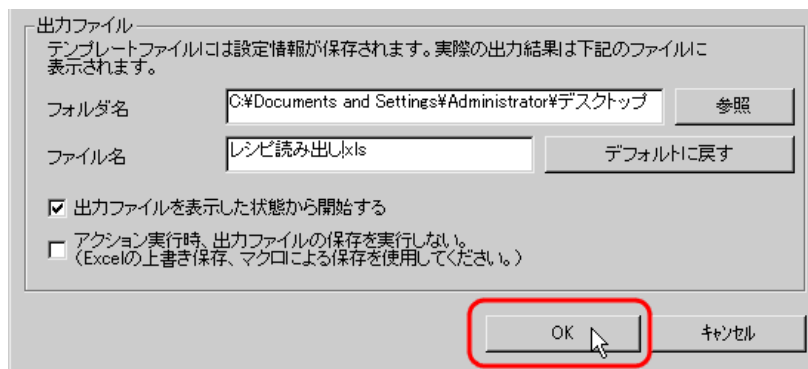 出力ファイル
テンプレートファイルには設定情報が保存されます。実際の出力結果は下記のファイルに
表示されます。
フォルダ名 C:¥Documents and Settings¥Administrator¥デスクトップ 参照
ファイル名 レシピ読み出し.xls デフォルトに戻す
出力ファイルを表示した状態から開始する
アクション実行時、出力ファイルの保存を実行しない。
(Excelの上書き保存、マクロによる保存を使用してください。)
OK キャンセル